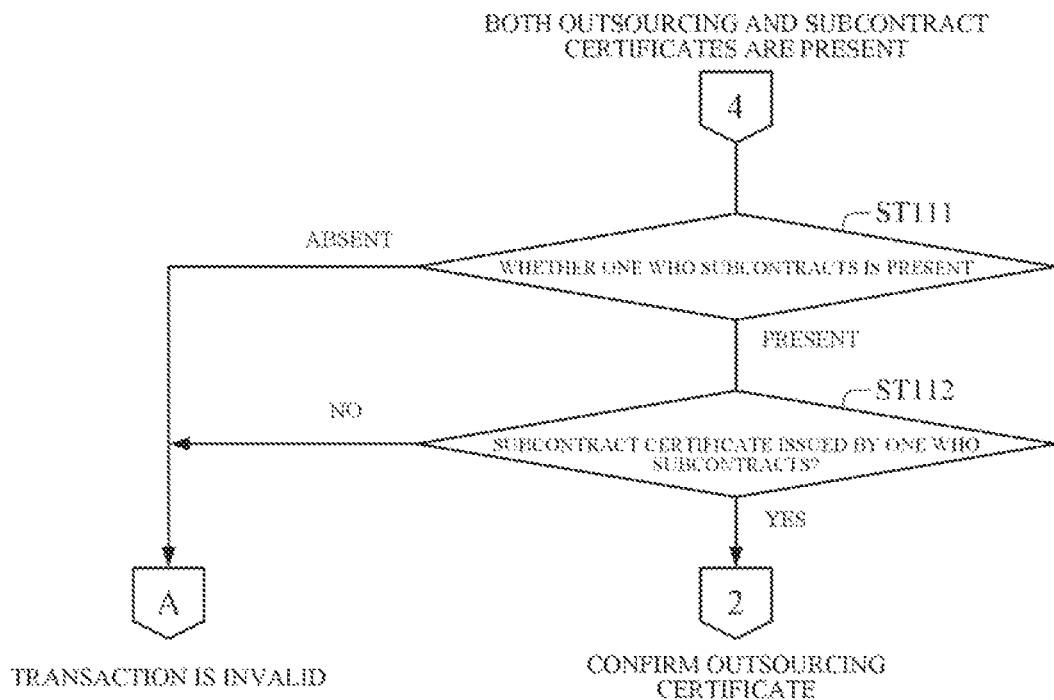 BOTH OUTSOURCING AND SUBCONTRACT
CERTIFICATES ARE PRESENT
4
ST111
ABSENT
WHETHER ONE WHO SUBCONTRACTS IS PRESENT
PRESENT
ST112
NO
SUBCONTRACT CERTIFICATE ISSUED BY ONE WHO
SUBCONTRACTS?
YES
A
2
TRANSACTION IS INVALID
CONFIRM OUTSOURCING
CERTIFICATE